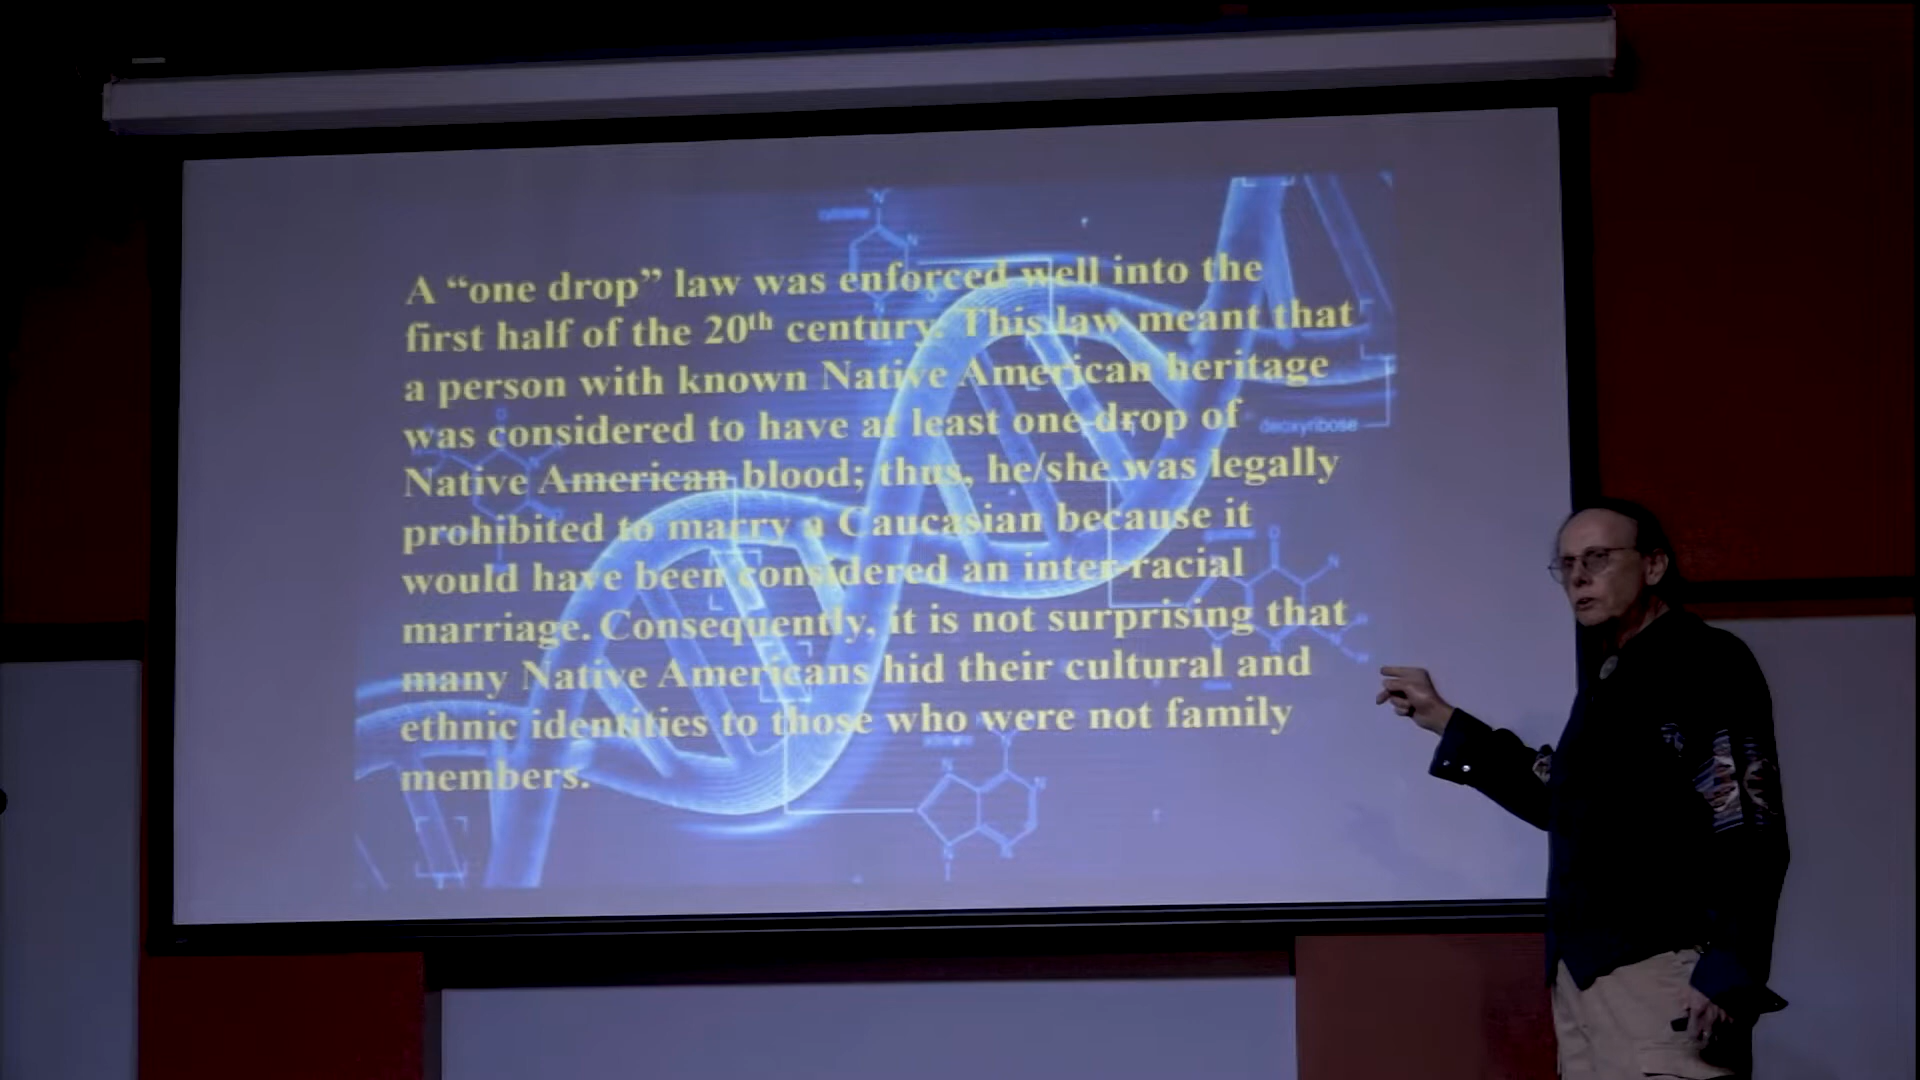 A “one drop” law was enforced well into the
first half of the 20th century. This law meant that
a person with known Native American heritage
was considered to have at least one drop of
Native American blood; thus, he/she was legally
prohibited to marry a Caucasian because it
would have been considered an inter-racial
marriage. Consequently, it is not surprising that
many Native Americans hid their cultural and
ethnic identities to those who were not family
members.
deoxyribose